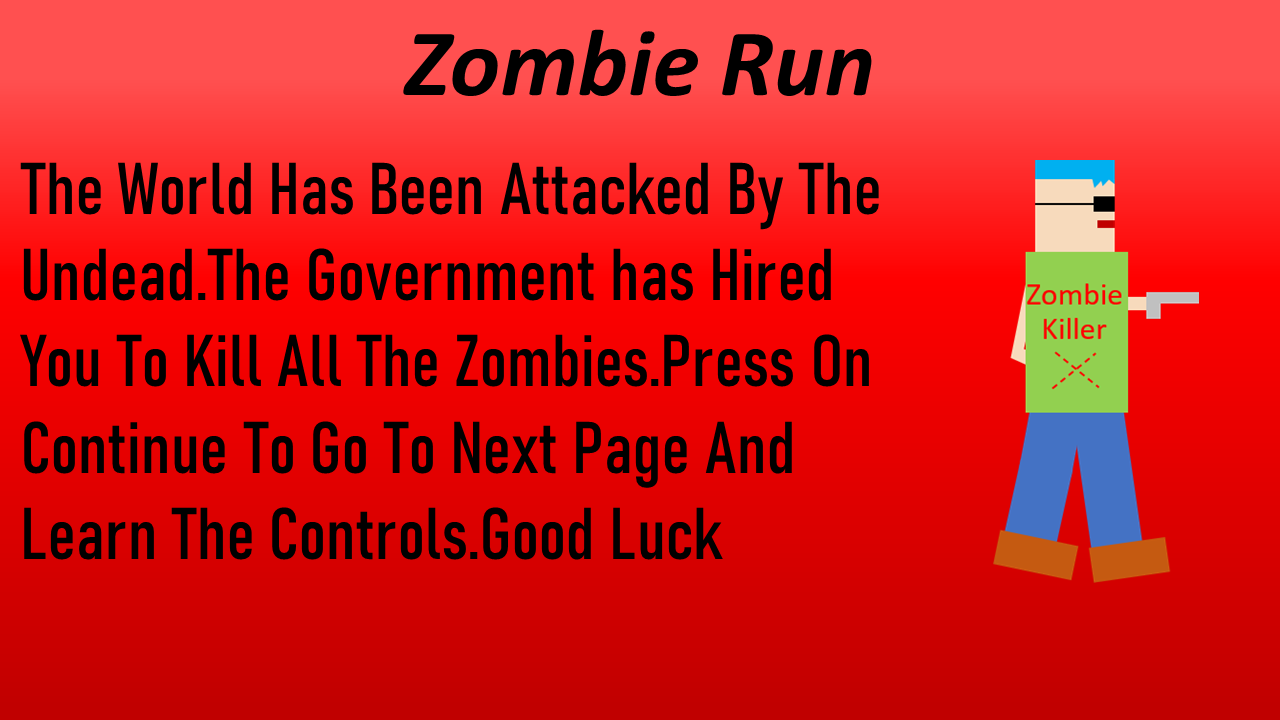 Zombie Run
The World Has Been Attacked By The
Undead.The Government has Hired
You To Kill All The Zombies.Press On
Continue To Go To Next Page And
Learn The Controls.Good Luck
Zombie
Killer